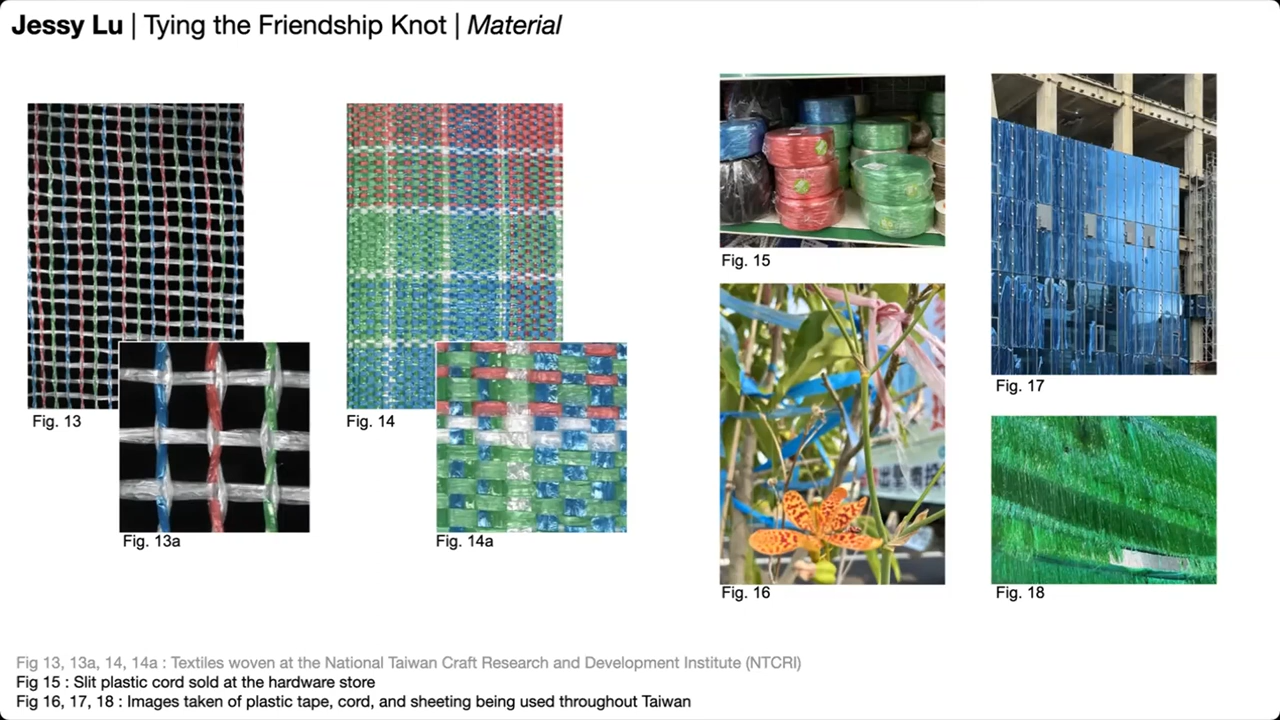 Jessy Lu | Tying the Friendship Knot | Material
Fig. 13
Fig. 13a
Fig. 14
Fig. 14a
Fig. 15
Fig. 16
Fig. 17
Fig. 18
Fig 13, 13a, 14, 14a : Textiles woven at the National Taiwan Craft Research and Development Institute (NTCRI)
Fig 15 : Slit plastic cord sold at the hardware store
Fig 16, 17, 18 : Images taken of plastic tape, cord, and sheeting being used throughout Taiwan